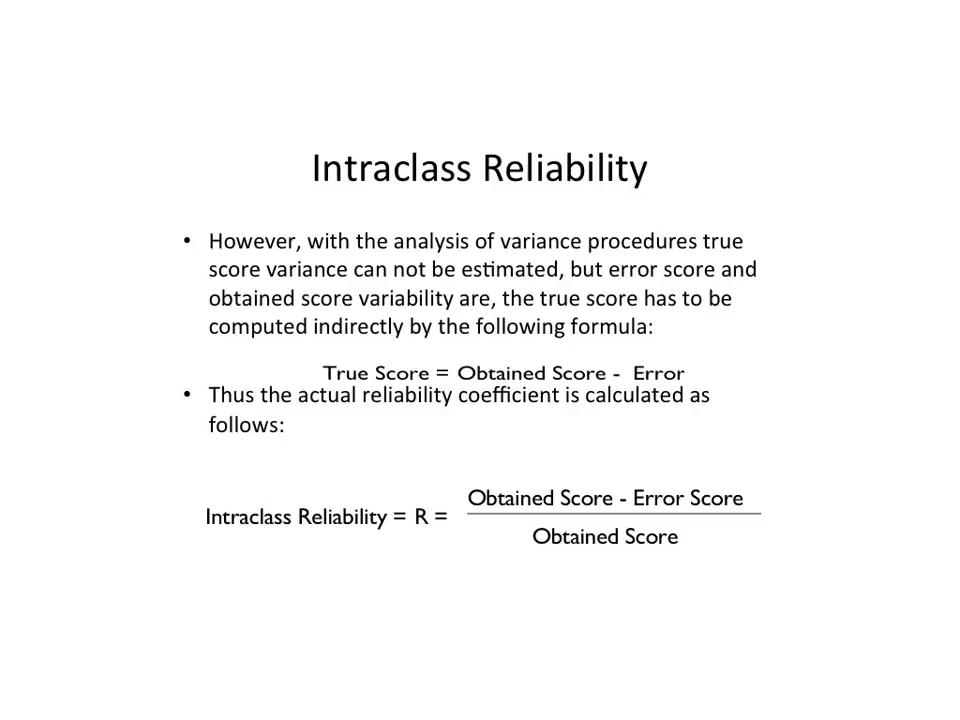 Intraclass Reliability
• However, with the analysis of variance procedures true
score variance can not be estimated, but error score and
obtained score variability are, the true score has to be
computed indirectly by the following formula:
True Score = Obtained Score - Error
• Thus the actual reliability coefficient is calculated as
follows:
Obtained Score - Error Score
Intraclass Reliability = R =
Obtained Score